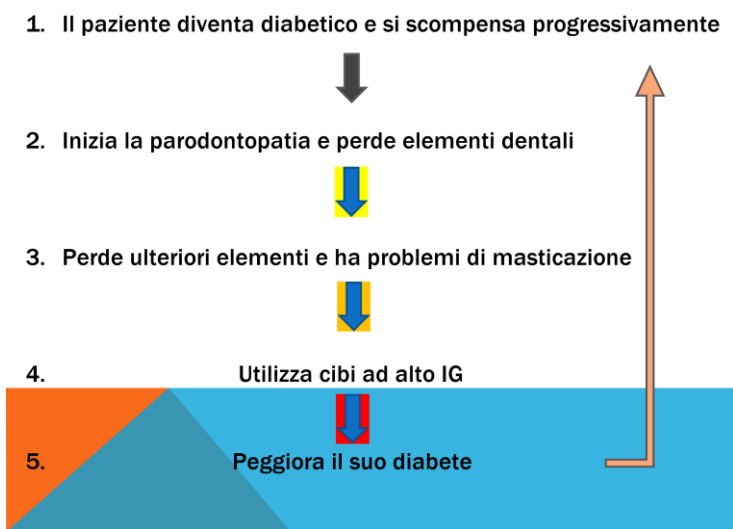 1. Il paziente diventa diabetico e si scompensa progressivamente
2. Inizia la parodontopatia e perde elementi dentali
3. Perde ulteriori elementi e ha problemi di masticazione
4. Utilizza cibi ad alto IG
5. Peggiora il suo diabete